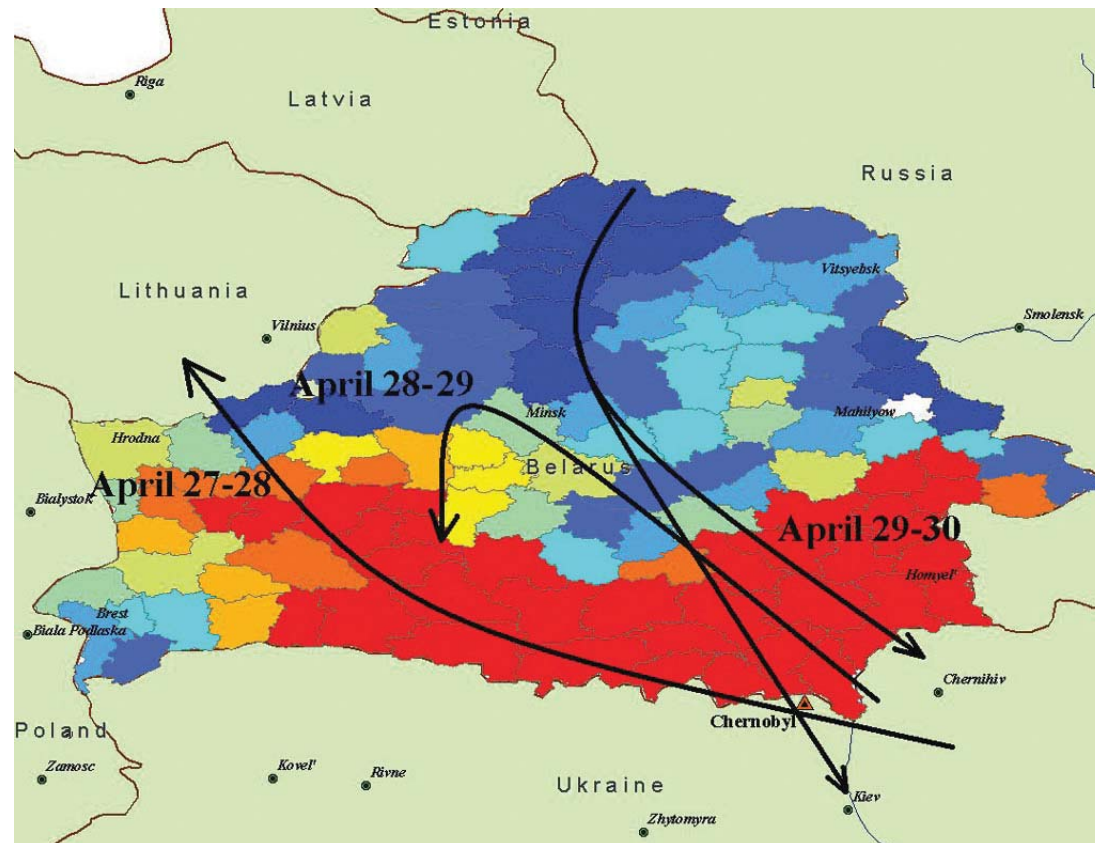 Estonia
Riga
Latvia
Russia
Vitsyebsk
Lithuania
Smolensk
Vilnius
April 28-29
Minsk
Mahilyow
Hrodna
Belarus
April 27-28
Bialystok
April 29-30
Homyel'
Brest
Biala Podlaska
Chernihiv
Chernobyl
Poland
Zamosc
Kovel'
Rivne
Ukraine
Kiev
Zhytomyra